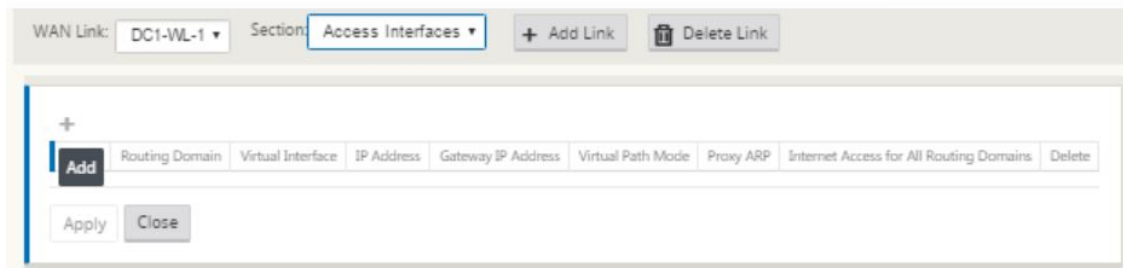 WAN Link: DC1-WL-1 Section: Access Interfaces + Add Link Delete Link
+
Add Routing Domain Virtual Interface IP Address Gateway IP Address Virtual Path Mode Proxy ARP Internet Access for All Routing Domains Delete
Apply Close